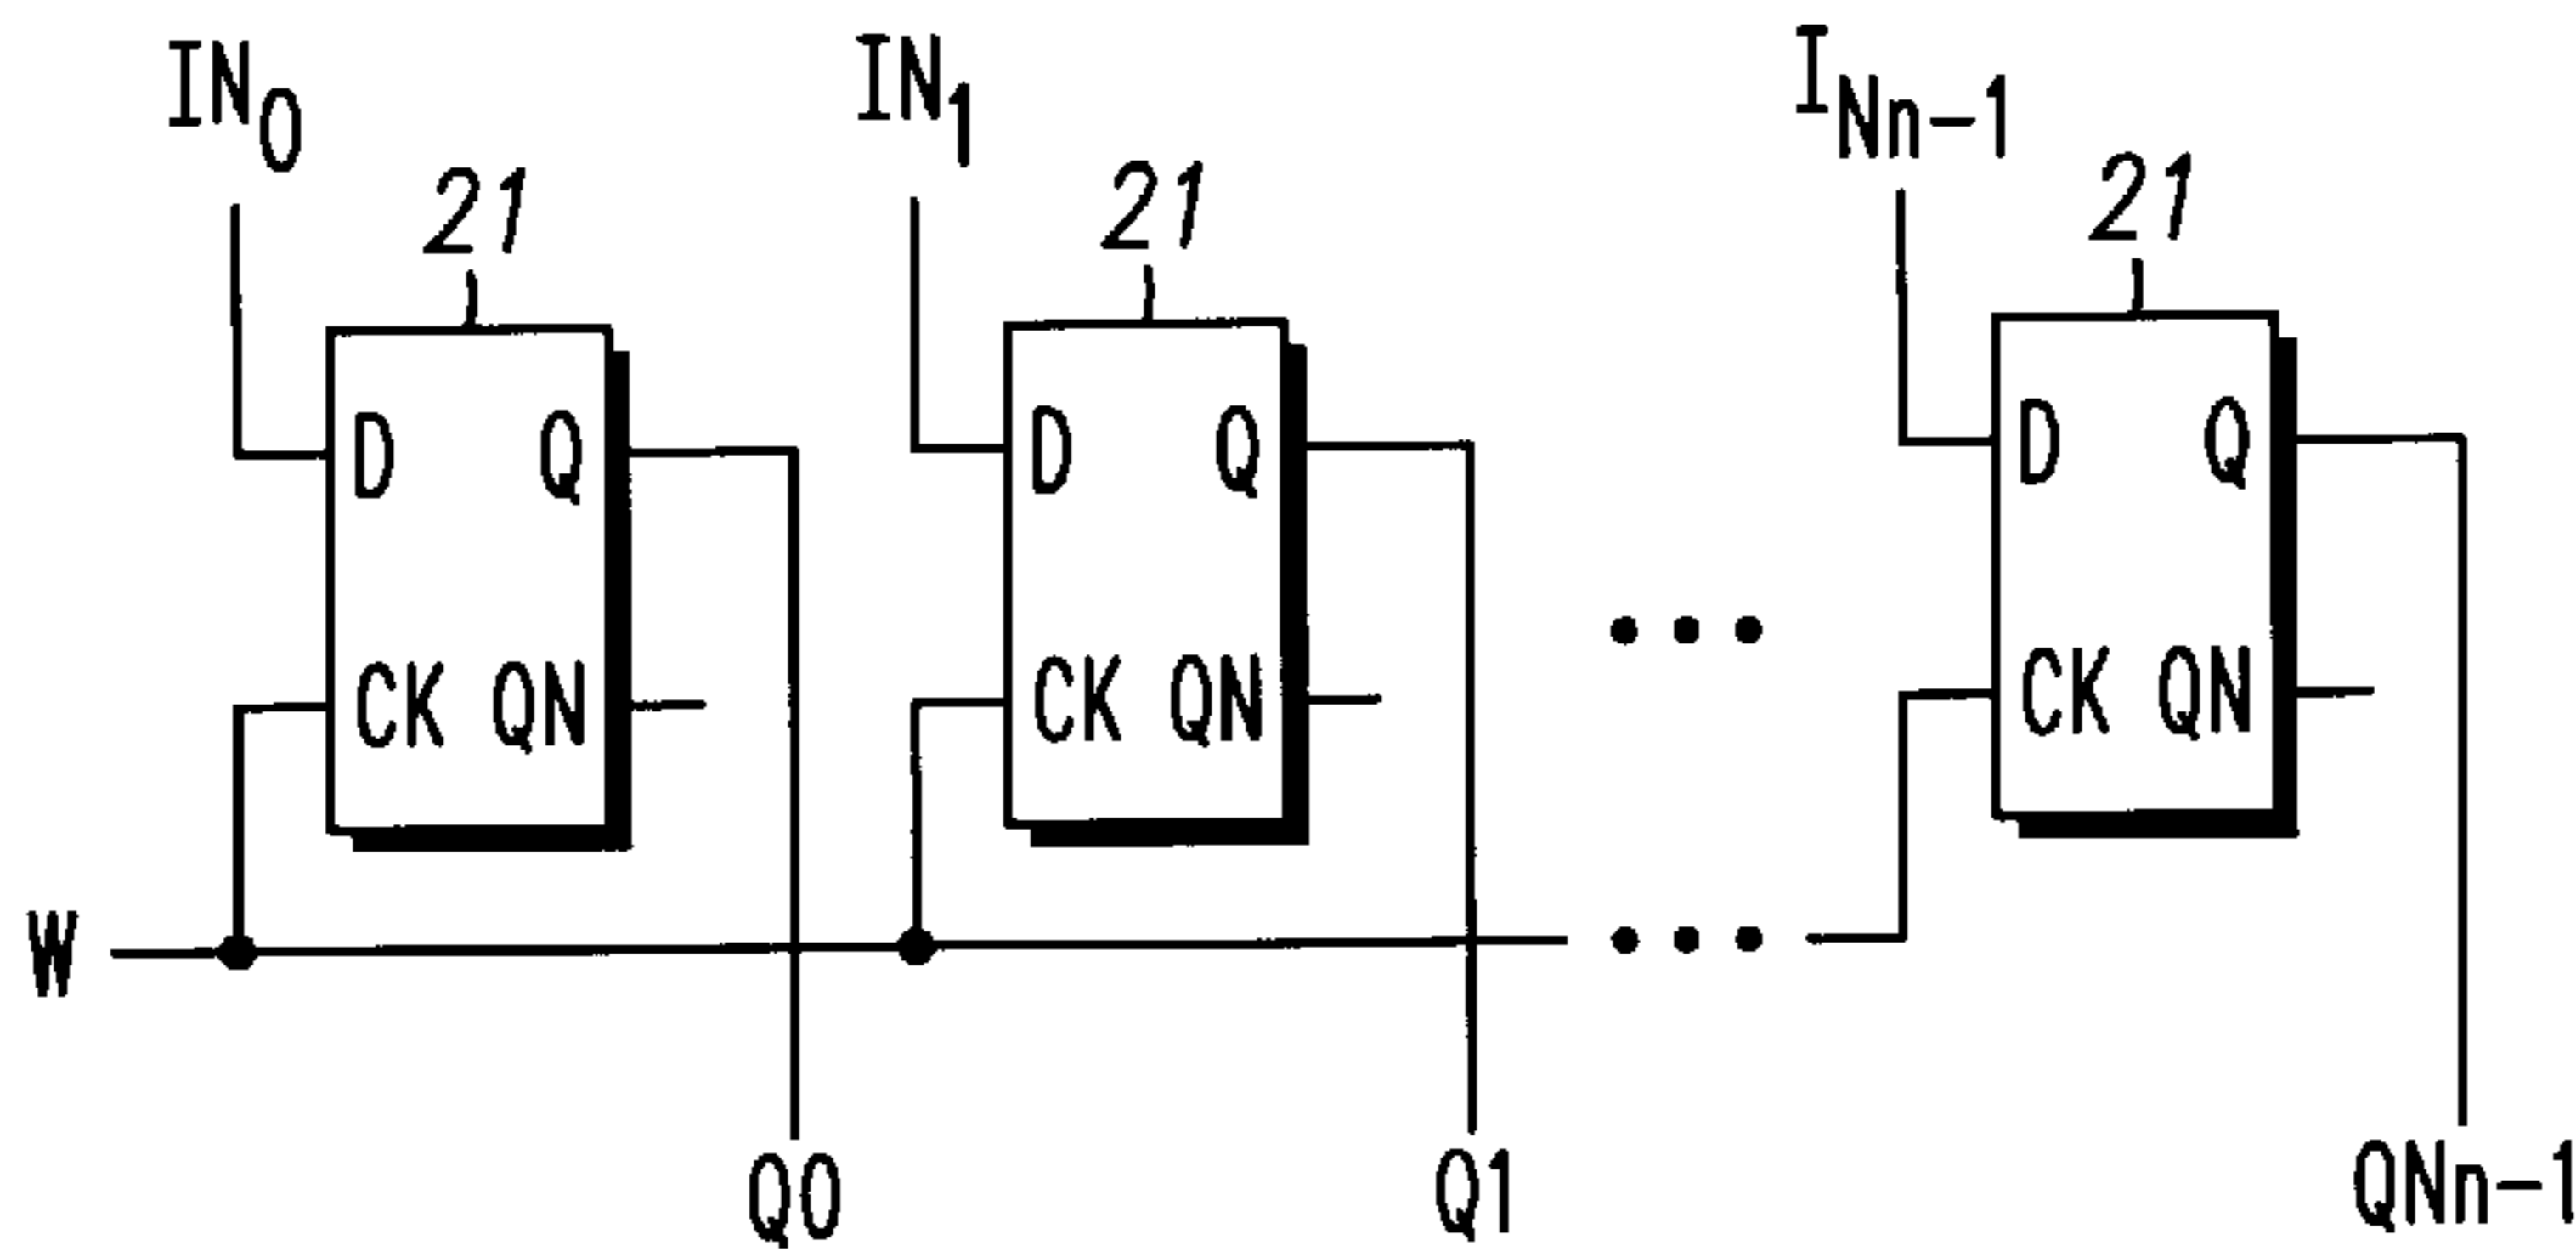 IN0 IN1 INn-1
21 21 21
D Q D Q D Q
CK QN CK QN CK QN
W
Q0 Q1 QNn-1